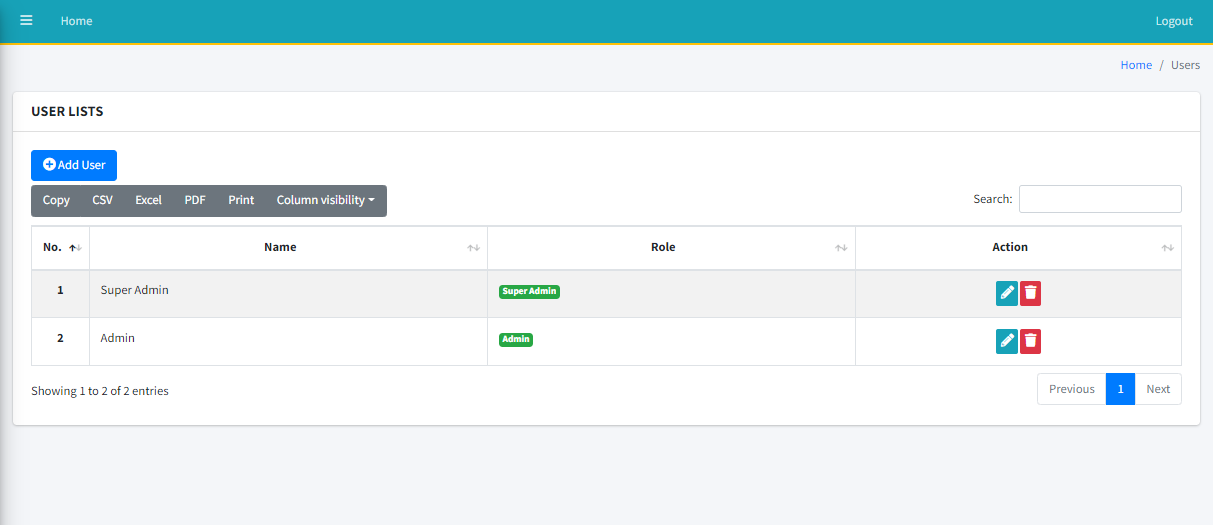 Home Logout
Home / Users
USER LISTS
Add User
Copy CSV Excel PDF Print Column visibility Search:
No. Name Role Action
1 Super Admin Super Admin
2 Admin Admin
Showing 1 to 2 of 2 entries Previous 1 Next